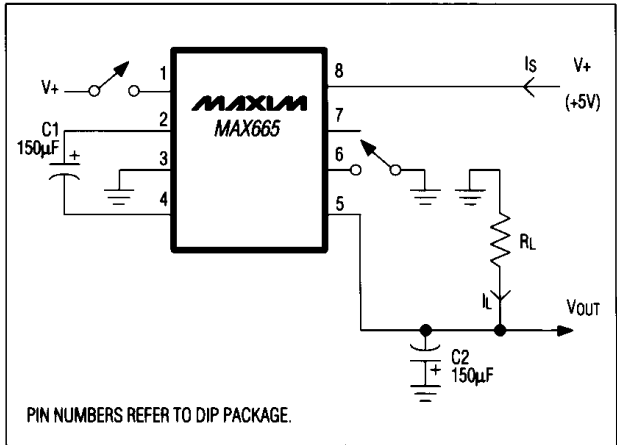 1
8
IS
V+
V+
(+5V)
MAXIM
MAX665
C1
150µF
+
2
7
3
6
4
5
RL
IL
VOUT
C2
+
150µF
PIN NUMBERS REFER TO DIP PACKAGE.